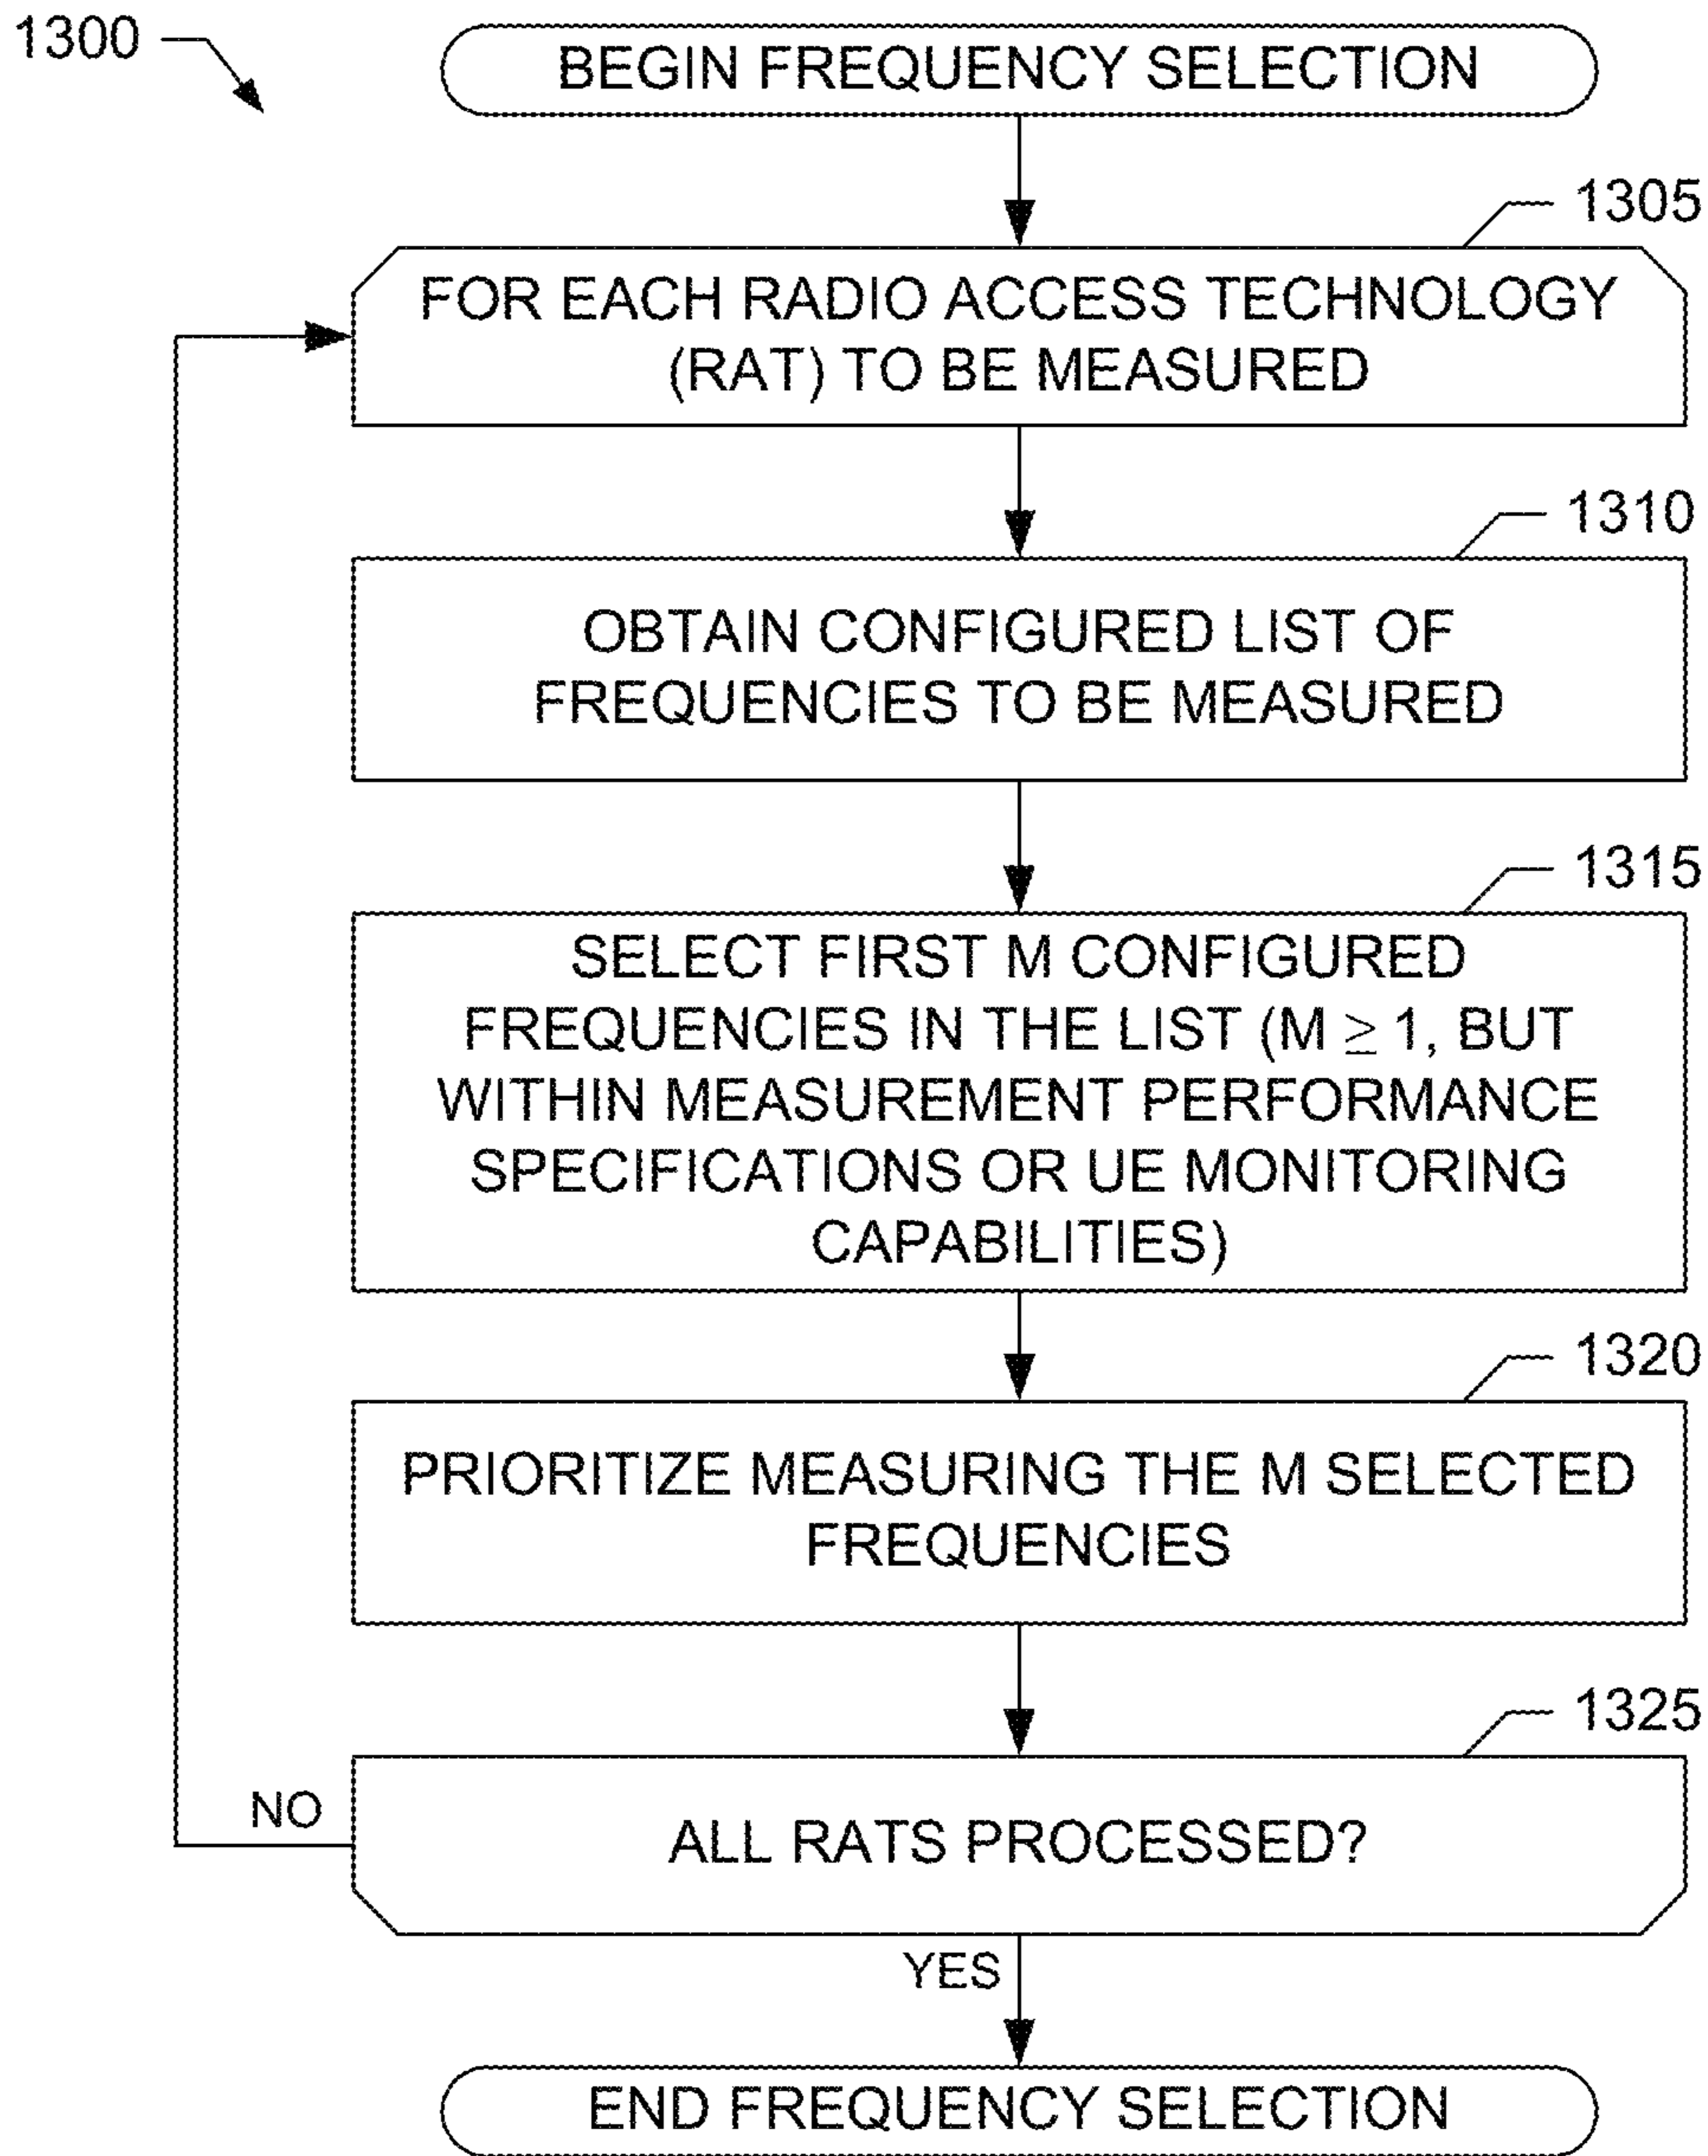 1300
BEGIN FREQUENCY SELECTION
1305
FOR EACH RADIO ACCESS TECHNOLOGY
(RAT) TO BE MEASURED
1310
OBTAIN CONFIGURED LIST OF
FREQUENCIES TO BE MEASURED
1315
SELECT FIRST M CONFIGURED
FREQUENCIES IN THE LIST (M ≥ 1, BUT
WITHIN MEASUREMENT PERFORMANCE
SPECIFICATIONS OR UE MONITORING
CAPABILITIES)
1320
PRIORITIZE MEASURING THE M SELECTED
FREQUENCIES
1325
NO
ALL RATS PROCESSED?
YES
END FREQUENCY SELECTION